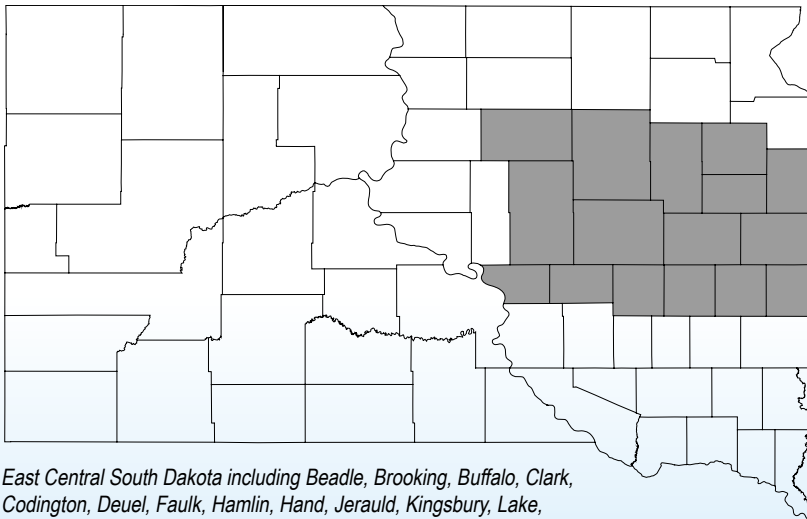 East Central South Dakota including Beadle, Brooking, Buffalo, Clark,
Codington, Deuel, Faulk, Hamlin, Hand, Jerauld, Kingsbury, Lake,